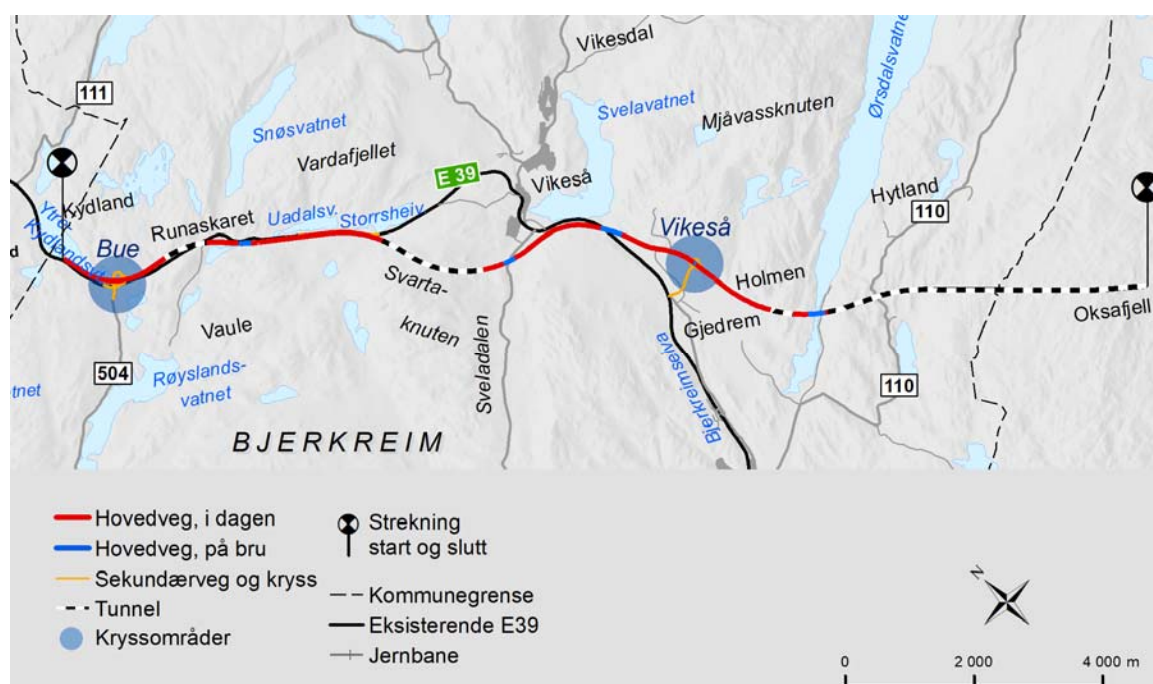 Vikesdal
111
Snøsvatnet
Svelavatnet
Ørsdalsvatnet
Mjåvassknuten
Vardafjellet
E 39
Vikeså
Hytland
110
Kydland
Runaskaret
Uadalsv.
Storrsheiv.
Ytre
Kydlandsvt.
d
Bue
Vikeså
Holmen
Svarta-
knuten
Gjedrem
Oksafjell
Vaule
504
Røyslands-
vatnet
tnet
Sveladalen
Bjerkreimselva
110
BJERKREIM
Hovedveg, i dagen
Hovedveg, på bru
Sekundærveg og kryss
Tunnel
Kryssområder
Strekning
start og slutt
Kommunegrense
Eksisterende E39
Jernbane
N
0 2 000 4 000 m